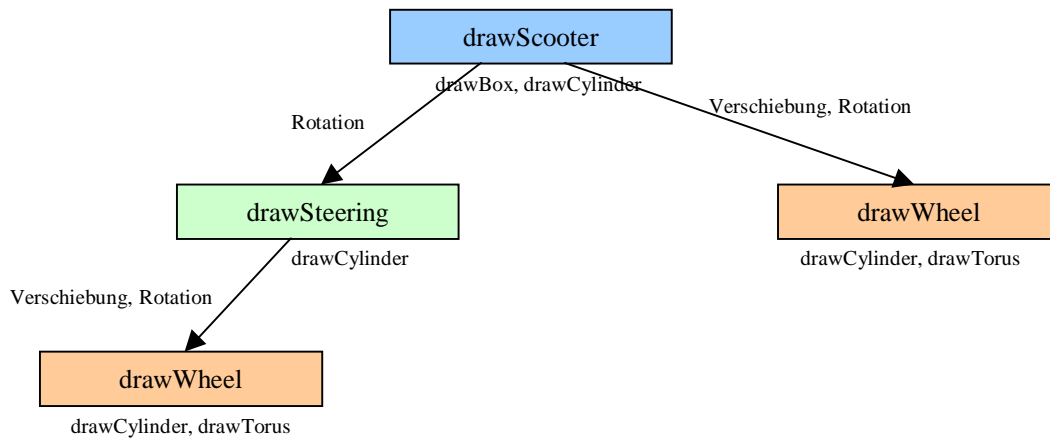 drawScooter
drawBox, drawCylinder
Verschiebung, Rotation
Rotation
drawSteering
drawWheel
drawCylinder
drawCylinder, drawTorus
Verschiebung, Rotation
drawWheel
drawCylinder, drawTorus